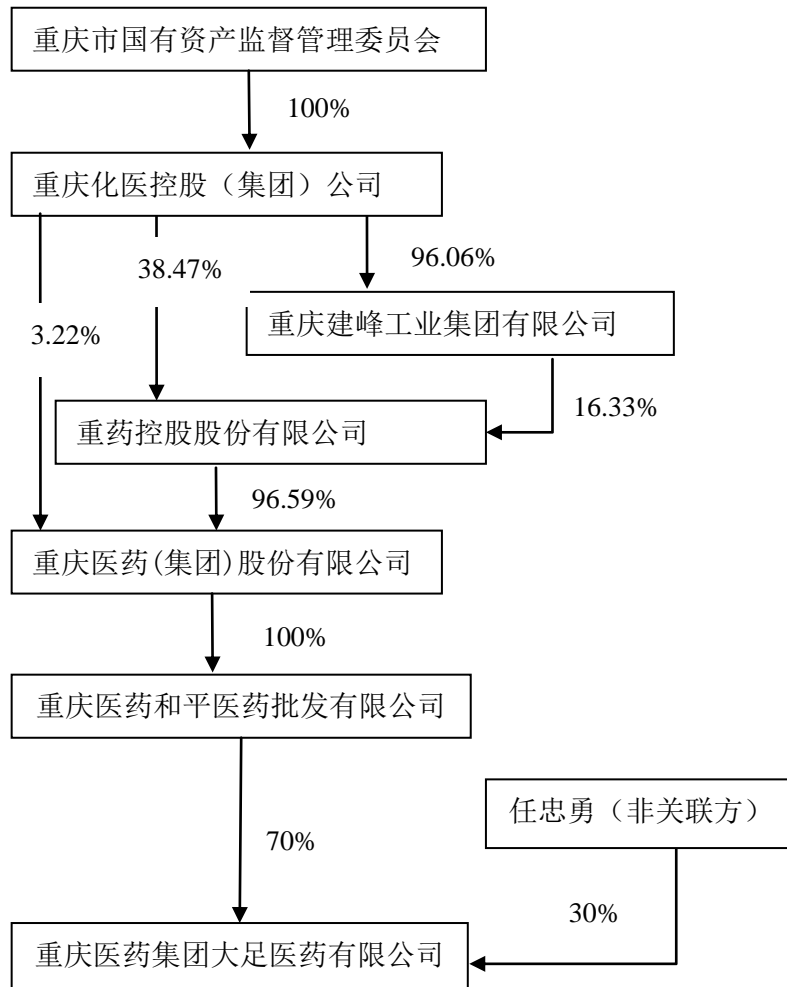 重庆市国有资产监督管理委员会
100%
重庆化医控股（集团）公司
96.06%
38.47%
重庆建峰工业集团有限公司
3.22%
16.33%
重药控股股份有限公司
96.59%
重庆医药(集团)股份有限公司
100%
重庆医药和平医药批发有限公司
任忠勇（非关联方）
70%
30%
重庆医药集团大足医药有限公司